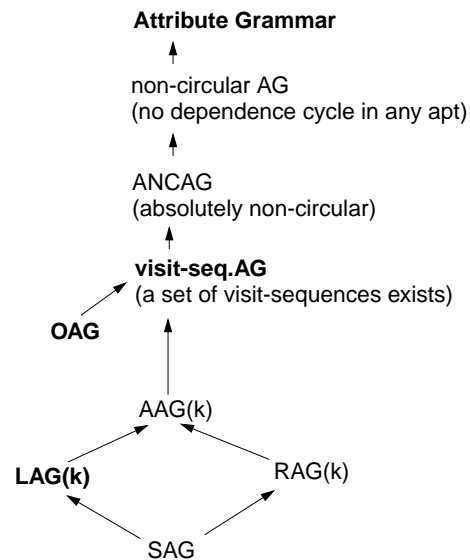 Attribute Grammar
non-circular AG
(no dependence cycle in any apt)
ANCAG
(absolutely non-circular)
visit-seq.AG
(a set of visit-sequences exists)
OAG
AAG(k)
LAG(k)
RAG(k)
SAG